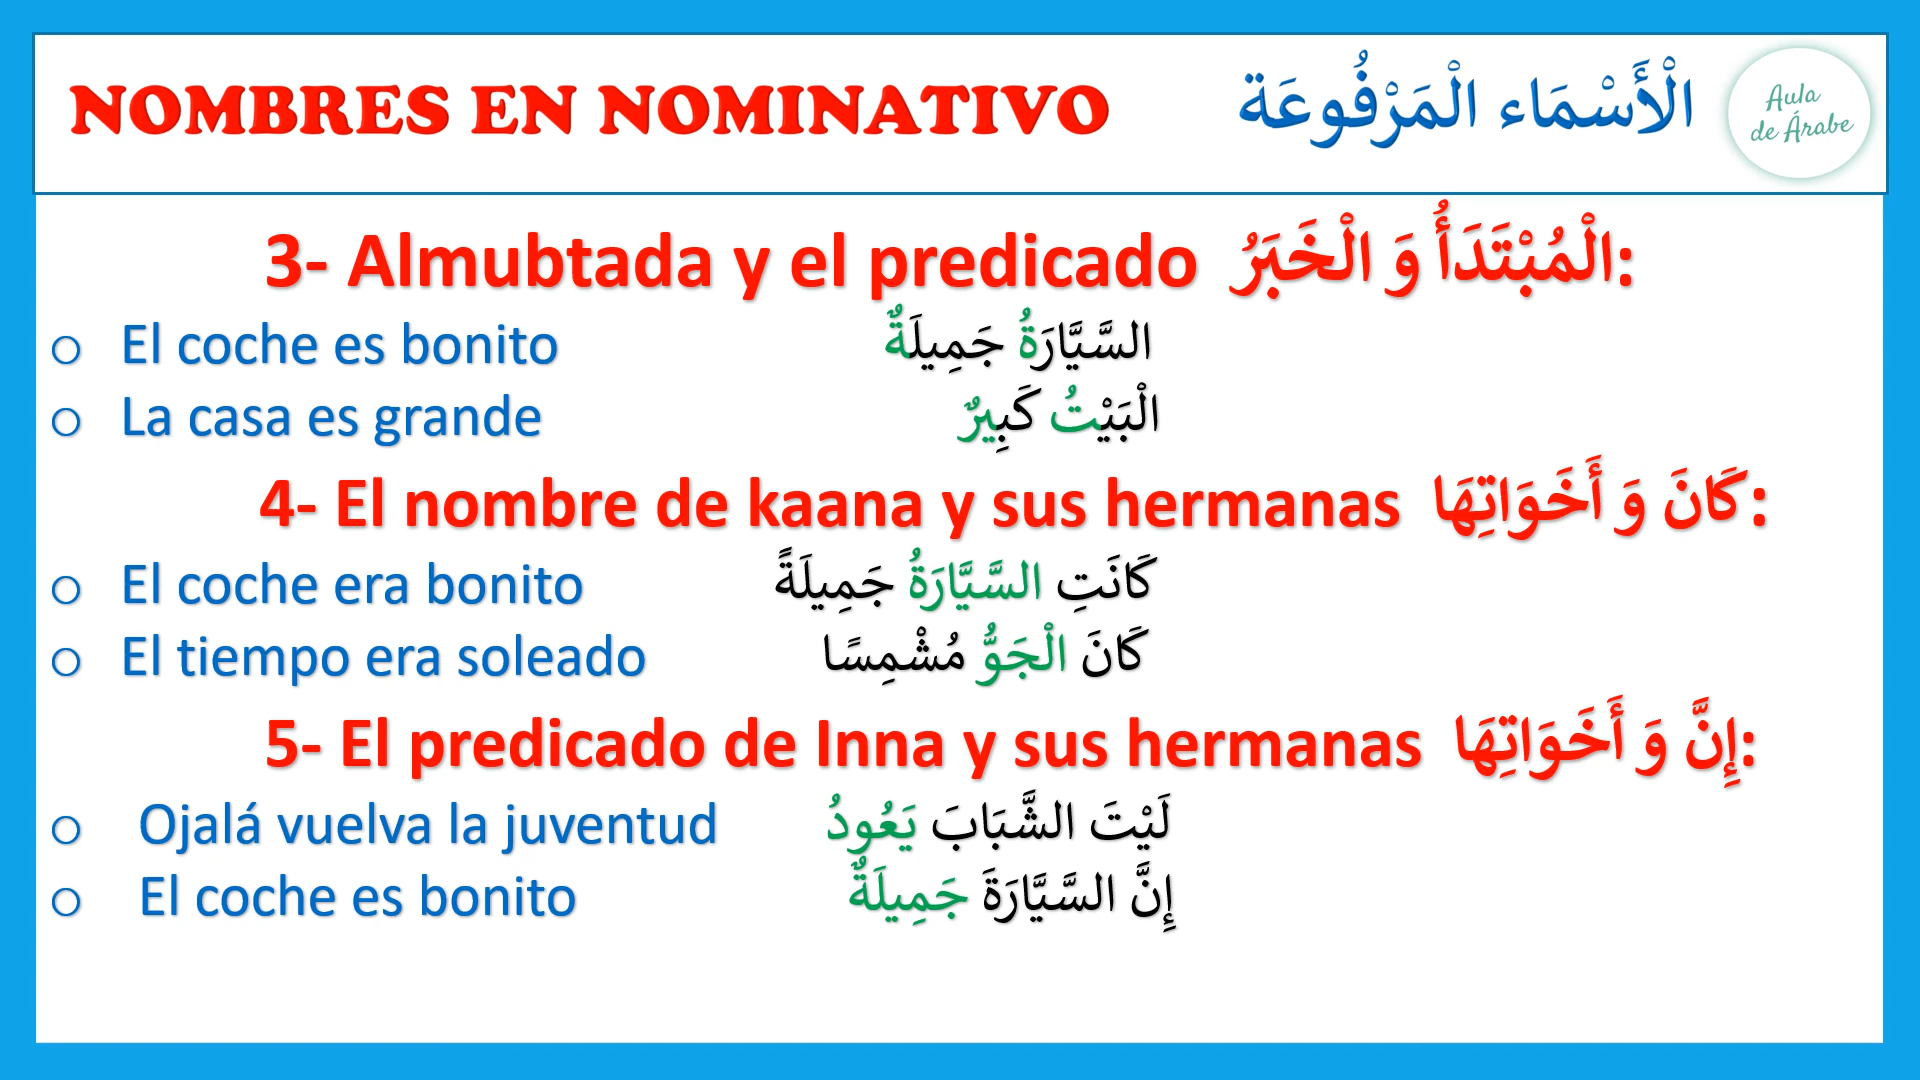 NOMBRES EN NOMINATIVO الْأَسْمَاء الْمَرْفُوعَة
Aula
de Árabe
3- Almubtada y el predicado الْمُبْتَدَأُ وَ الْخَبَرُ:
o El coche es bonito السَّيَّارَةُ جَمِيلَةٌ
o La casa es grande الْبَيْتُ كَبِيرٌ
4- El nombre de kaana y sus hermanas كَانَ وَ أَخَوَاتِهَا:
o El coche era bonito كَانَتِ السَّيَّارَةُ جَمِيلَةً
o El tiempo era soleado كَانَ الْجَوُّ مُشْمِسًا
5- El predicado de Inna y sus hermanas إِنَّ وَ أَخَوَاتِهَا:
o Ojalá vuelva la juventud لَيْتَ الشَّبَابَ يَعُودُ
o El coche es bonito إِنَّ السَّيَّارَةَ جَمِيلَةٌ